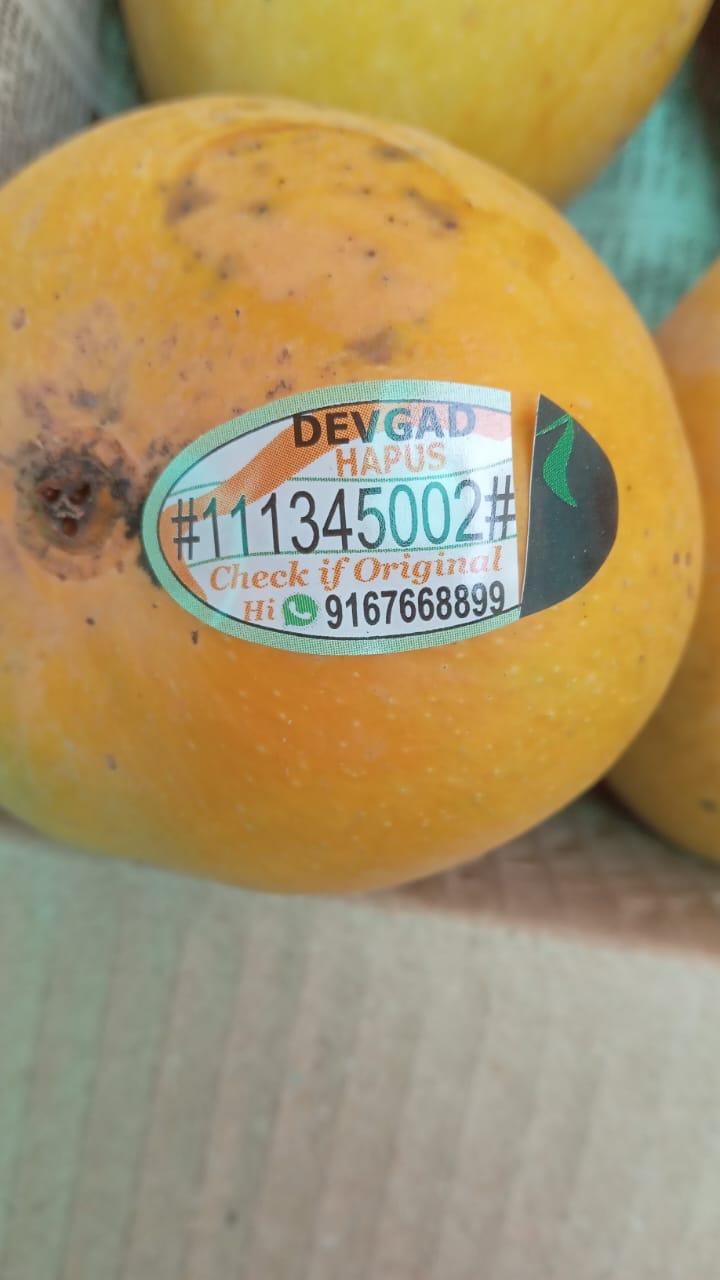 DEVGAD
HAPUS
#111345002#
Check if Original
Hi 9167668899